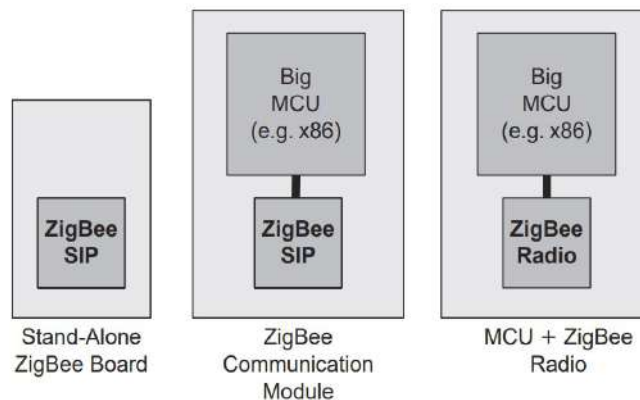 ZigBee
SIP
Stand-Alone
ZigBee Board
Big
MCU
(e.g. x86)
ZigBee
SIP
ZigBee
Communication
Module
Big
MCU
(e.g. x86)
ZigBee
Radio
MCU + ZigBee
Radio